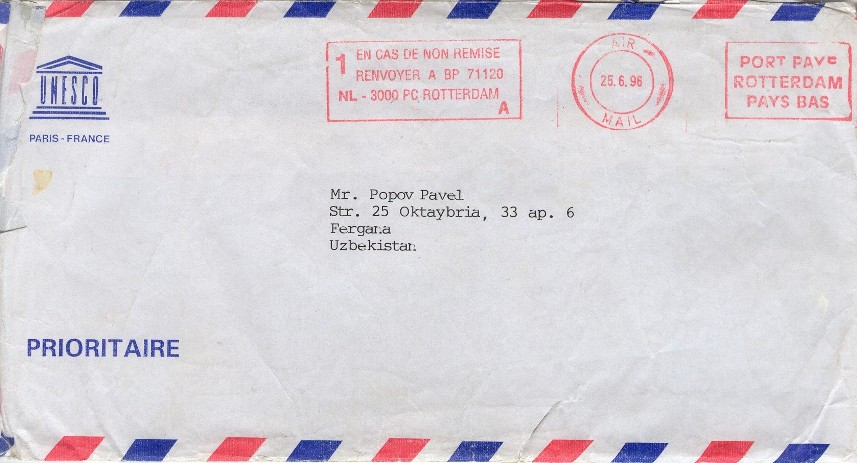 UNESCO
PARIS - FRANCE
1
EN CAS DE NON REMISE
RENVOYER A BP 71120
NL - 3000 PC ROTTERDAM
A
AIR
25.6.96
MAIL
PORT PAYE
ROTTERDAM
PAYS BAS
Mr. Popov Pavel
Str. 25 Oktaybria, 33 ap. 6
Fergana
Uzbekistan
PRIORITAIRE